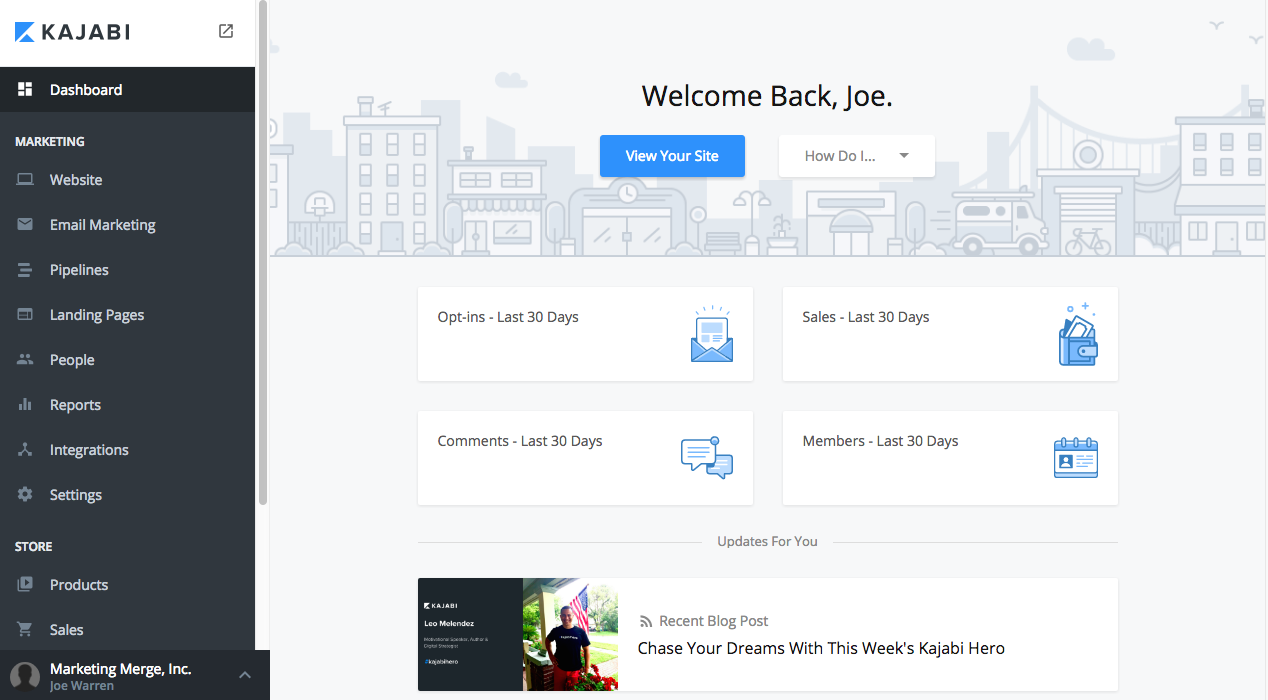 KAJABI
Dashboard
MARKETING
Website
Email Marketing
Pipelines
Landing Pages
People
Reports
Integrations
Settings
STORE
Products
Sales
Marketing Merge, Inc.
Joe Warren
Welcome Back, Joe.
View Your Site
How Do I...
Opt-ins - Last 30 Days
Sales - Last 30 Days
Comments - Last 30 Days
Members - Last 30 Days
Updates For You
KAJABI
Leo Melendez
Motivational Speaker, Author &
Digital Strategist
#kajabihero
Recent Blog Post
Chase Your Dreams With This Week's Kajabi Hero